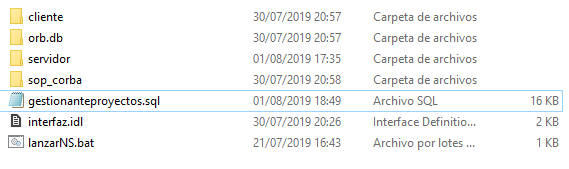 cliente 30/07/2019 20:57 Carpeta de archivos
orb.db 30/07/2019 20:57 Carpeta de archivos
servidor 01/08/2019 17:35 Carpeta de archivos
sop_corba 30/07/2019 20:58 Carpeta de archivos
gestionanteproyectos.sql 01/08/2019 18:49 Archivo SQL 16 KB
interfaz.idl 30/07/2019 20:26 Interface Definitio... 2 KB
lanzarNS.bat 21/07/2019 16:43 Archivo por lotes ... 1 KB